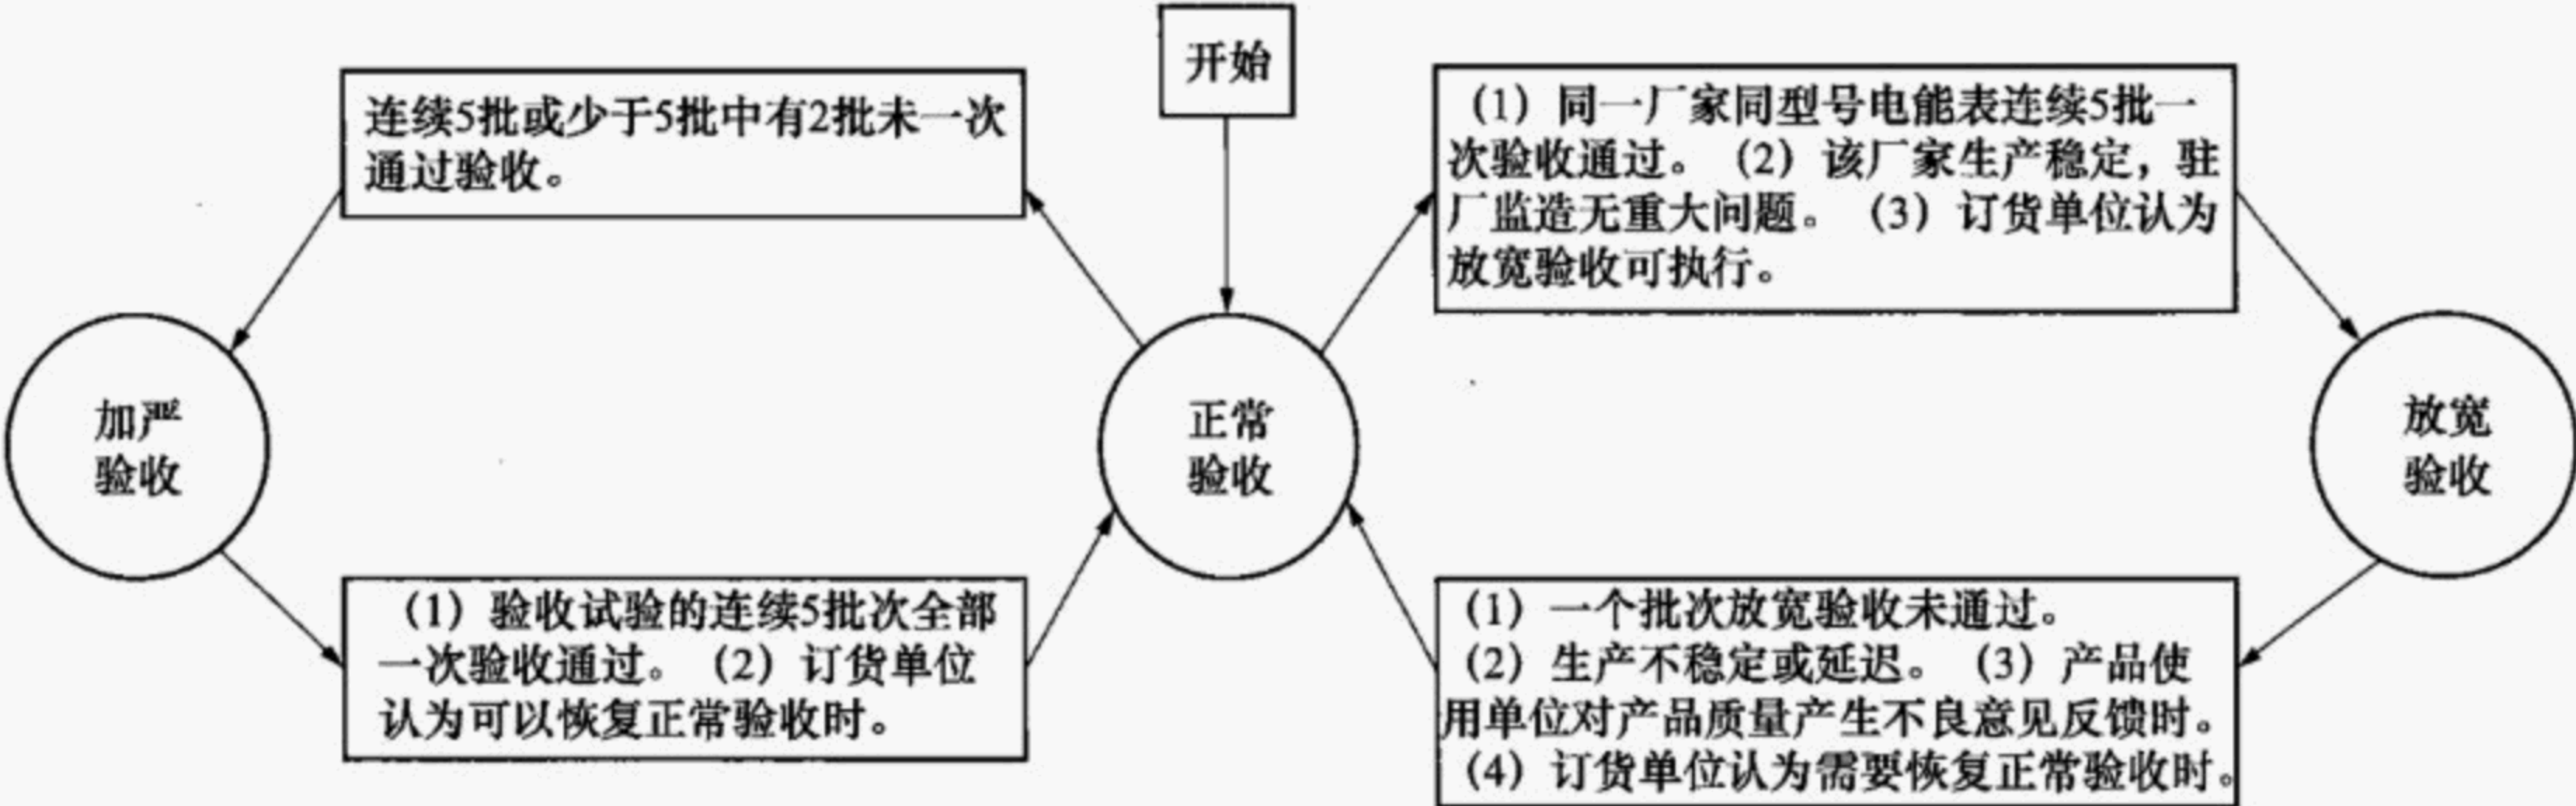 开始
连续5批或少于5批中有2批未一次
通过验收。
（1）同一厂家同型号电能表连续5批一
次验收通过。（2）该厂家生产稳定，驻
厂监造无重大问题。（3）订货单位认为
放宽验收可执行。
加严
验收
正常
验收
放宽
验收
（1）验收试验的连续5批次全部
一次验收通过。（2）订货单位
认为可以恢复正常验收时。
（1）一个批次放宽验收未通过。
（2）生产不稳定或延迟。（3）产品使
用单位对产品质量产生不良意见反馈时。
（4）订货单位认为需要恢复正常验收时。